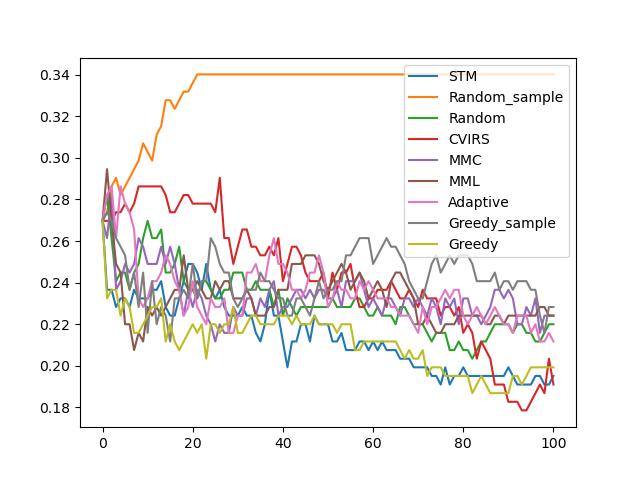 0.34
0.32
0.30
0.28
0.26
0.24
0.22
0.20
0.18
0
20
40
60
80
100
STM
Random_sample
Random
CVIRS
MMC
MML
Adaptive
Greedy_sample
Greedy